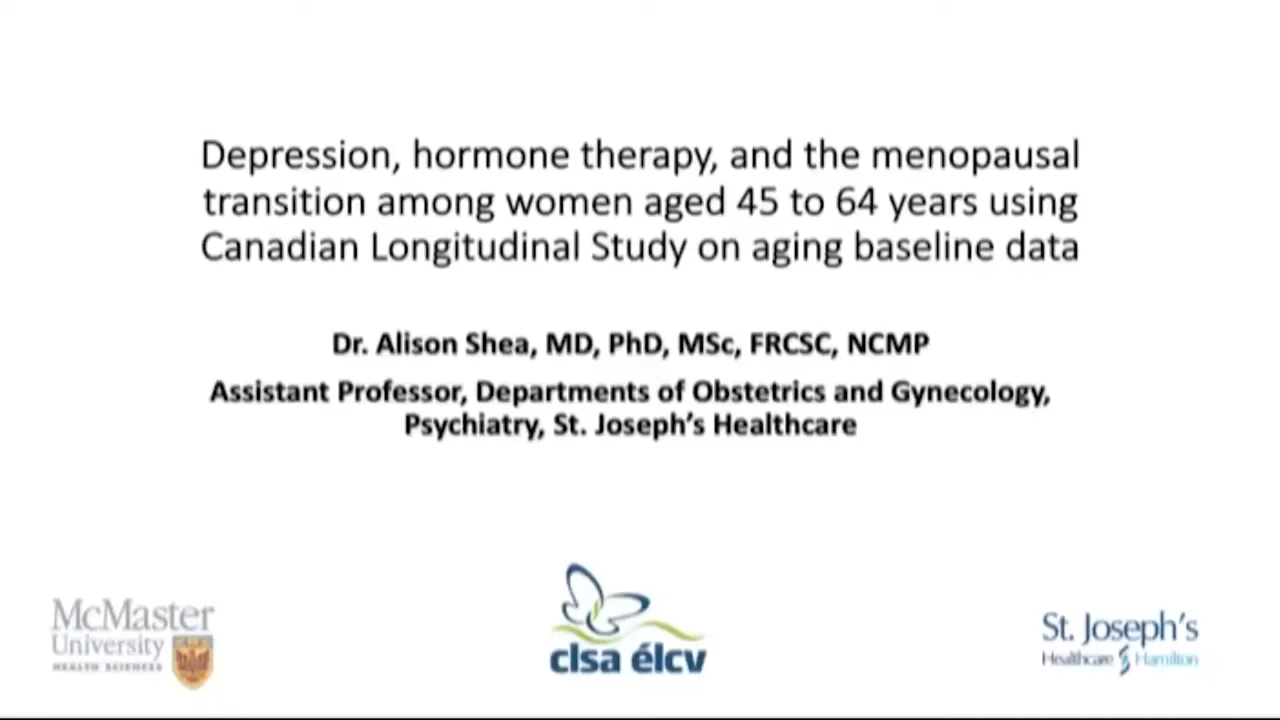 Depression, hormone therapy, and the menopausal
transition among women aged 45 to 64 years using
Canadian Longitudinal Study on aging baseline data
Dr. Alison Shea, MD, PhD, MSc, FRCSC, NCMP
Assistant Professor, Departments of Obstetrics and Gynecology,
Psychiatry, St. Joseph's Healthcare
McMaster
University
HEALTH SCIENCES
clsa élcv
St. Joseph's
Healthcare Hamilton